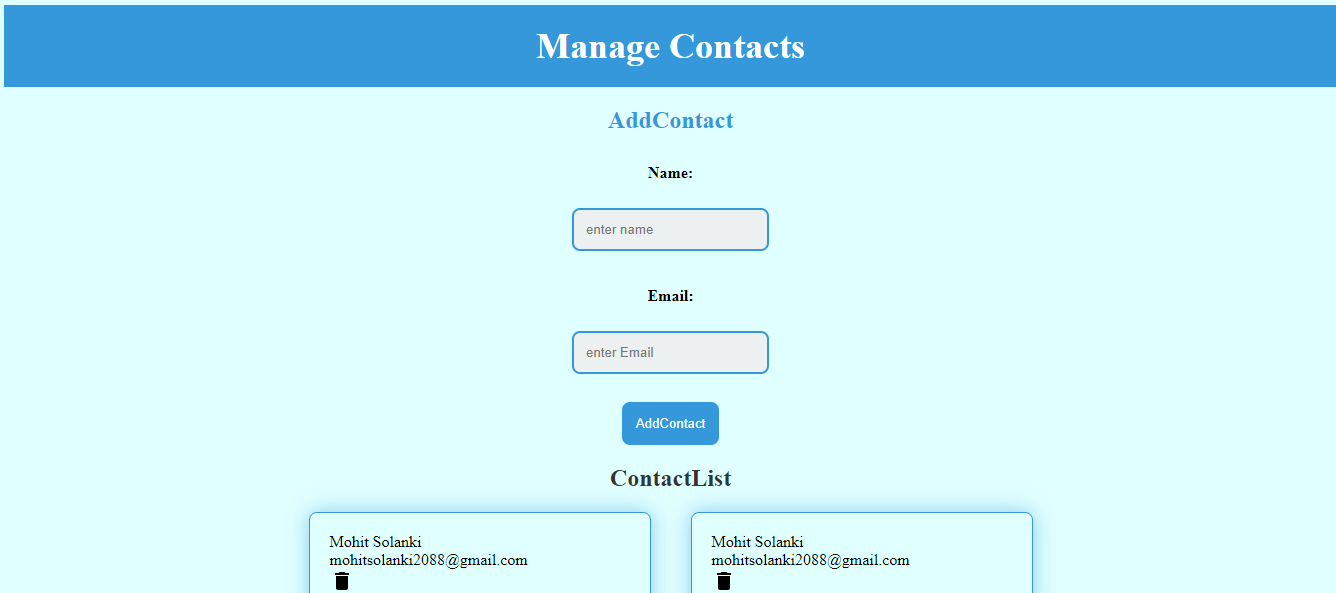 Manage Contacts
AddContact
Name:
enter name
Email:
enter Email
AddContact
ContactList
Mohit Solanki
mohitsolanki2088@gmail.com
Mohit Solanki
mohitsolanki2088@gmail.com